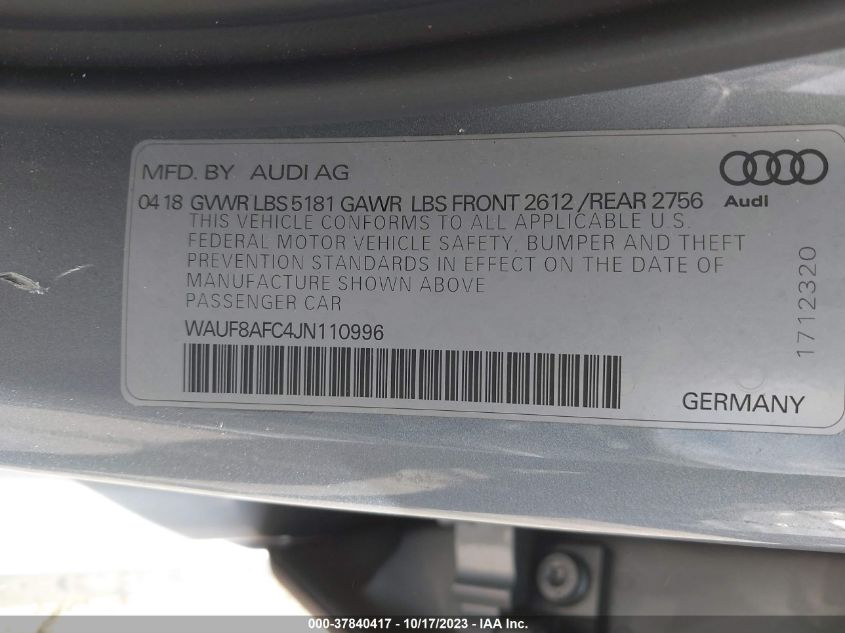 MFD. BY AUDI AG
04 18 GVWR LBS 5181 GAWR LBS FRONT 2612 / REAR 2756
Audi
THIS VEHICLE CONFORMS TO ALL APPLICABLE U.S.
FEDERAL MOTOR VEHICLE SAFETY, BUMPER AND THEFT
PREVENTION STANDARDS IN EFFECT ON THE DATE OF
MANUFACTURE SHOWN ABOVE
PASSENGER CAR
1712320
WAUF8AFC4JN110996
GERMANY
000-37840417 - 10/17/2023 - IAA Inc.